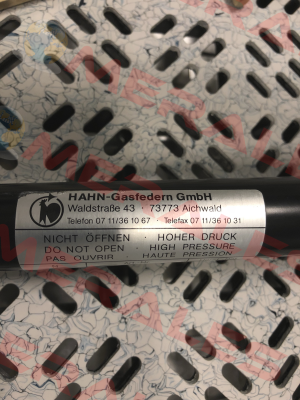 HAHN-Gasfedern GmbH
Waldstraße 43 · 73773 Aichwald
Telefon 07 11/36 10 67 · Telefax 07 11/36 10 31
NICHT ÖFFNEN · HOHER DRUCK
DO NOT OPEN · HIGH PRESSURE
PAS OUVRIR · HAUTE PRESSION